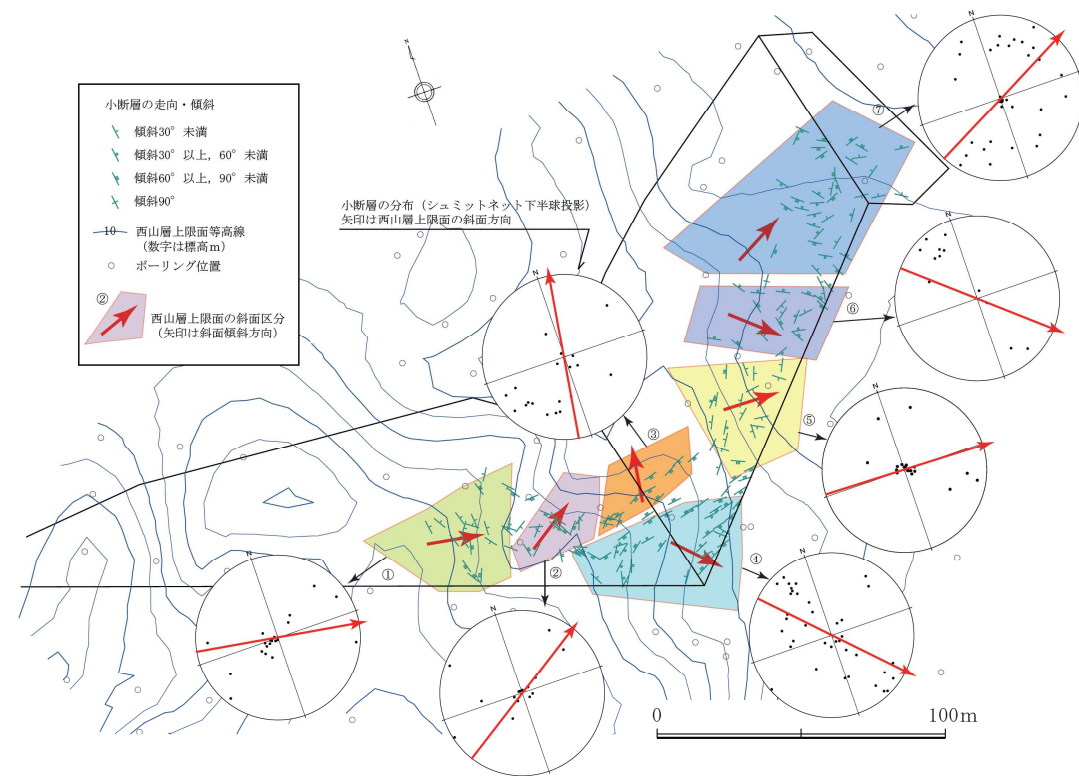 小断層の走向・傾斜
傾斜30° 未満
傾斜30° 以上，60° 未満
傾斜60° 以上，90° 未満
傾斜90°
10 西山層上限面等高線
（数字は標高ｍ）
ボーリング位置
②
西山層上限面の斜面区分
（矢印は斜面傾斜方向）
N
小断層の分布（シュミットネット下半球投影）
矢印は西山層上限面の斜面方向
N
⑦
N
⑥
N
⑤
N
③
N
④
N
①
N
②
N
0
100m